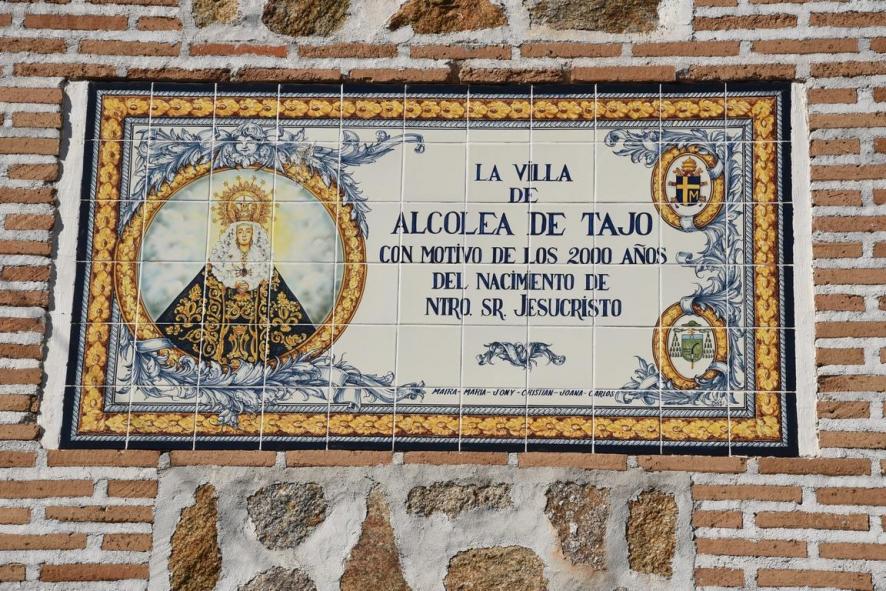 LA VILLA
DE
ALCOLEA DE TAJO
CON MOTIVO DE LOS 2000 AÑOS
DEL NACIMENTO DE
NTRO. SR. JESUCRISTO
MAIRA - MARIA - JONY - CRISTIAN - JOANA - CARLOS
M